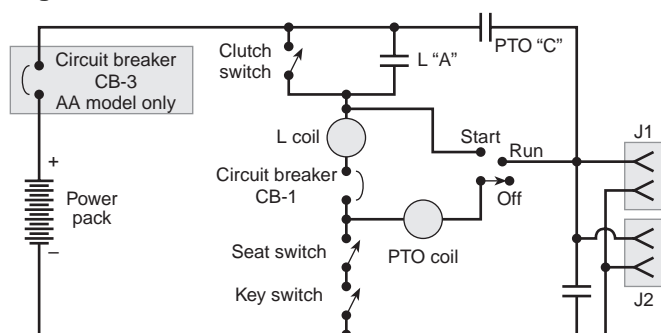 Circuit breaker
CB-3
AA model only
Clutch
switch
L “A”
PTO “C”
L coil
Start
Run
Off
J1
+
Power
pack
–
Circuit breaker
CB-1
Seat switch
PTO coil
Key switch
J2